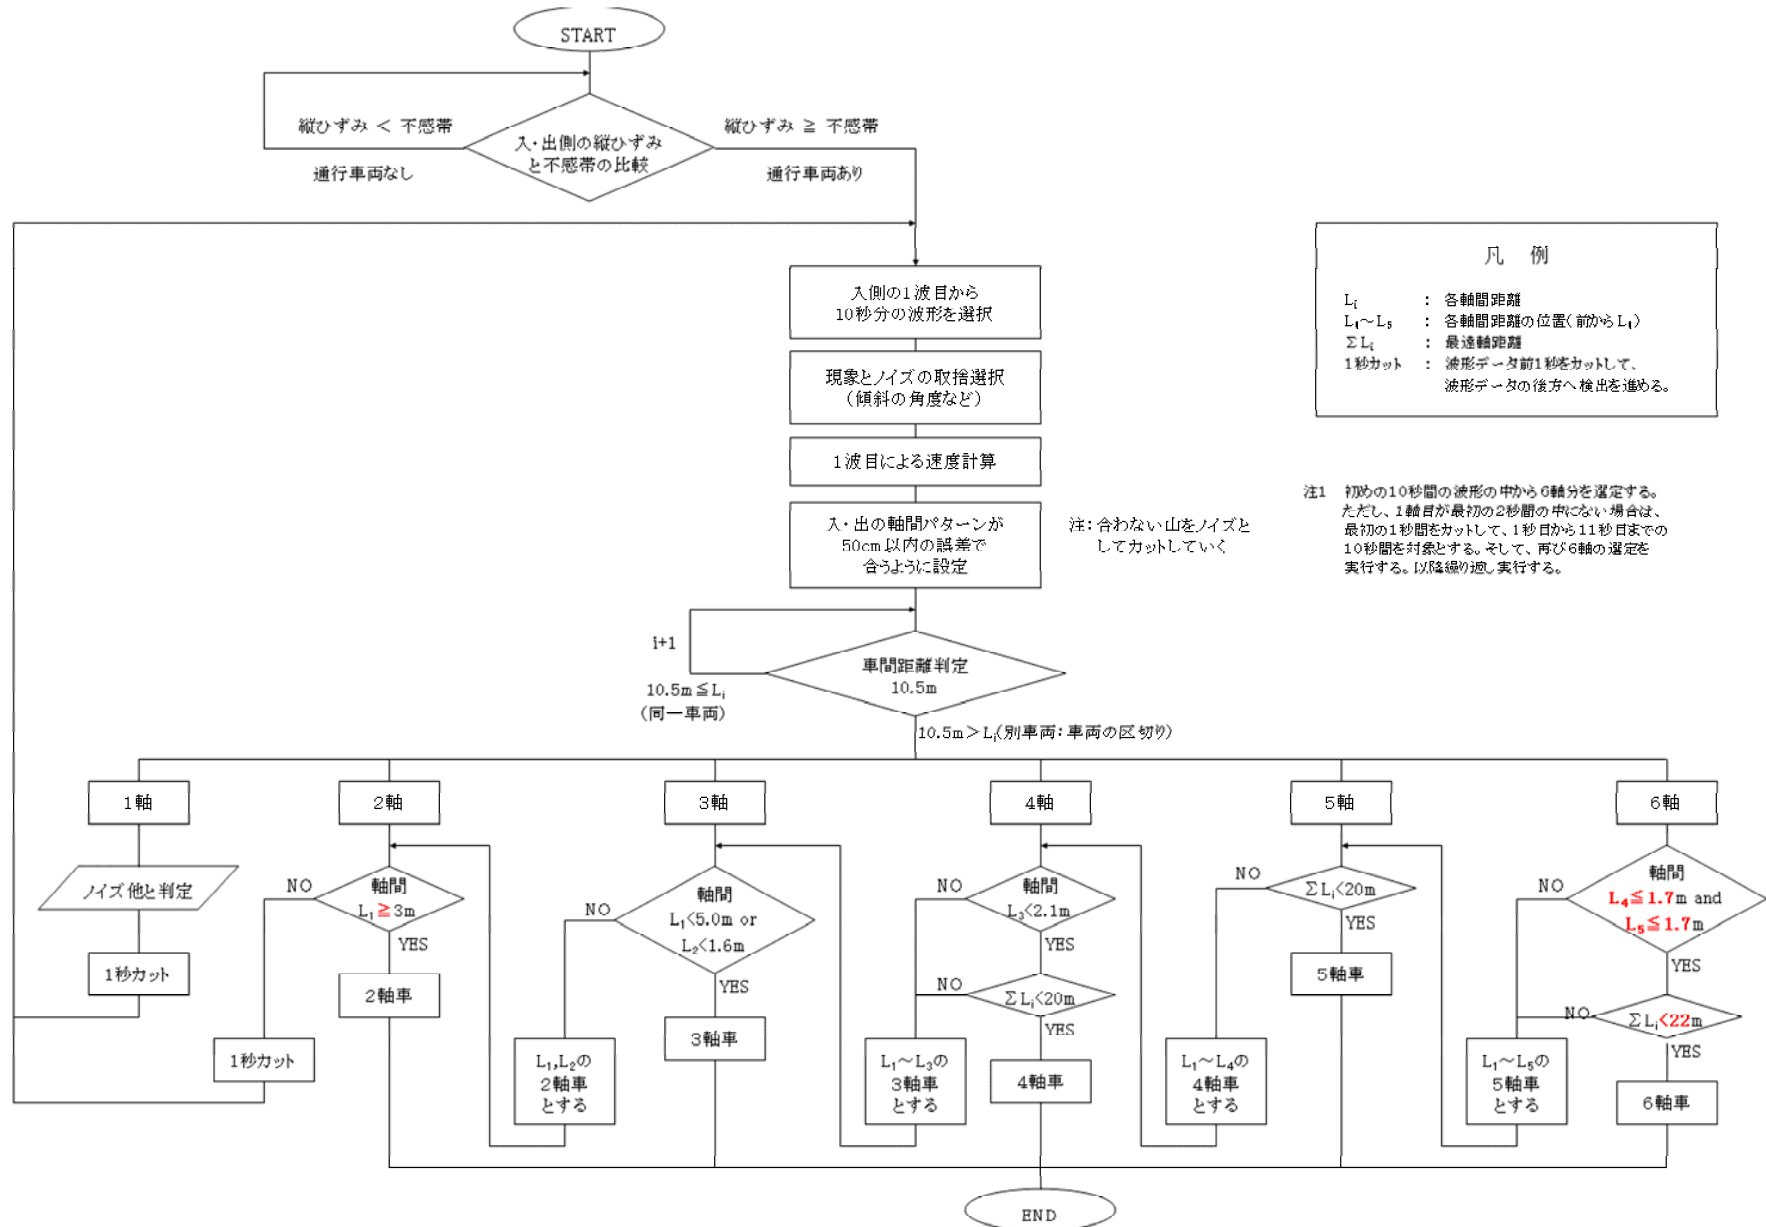 START
縦ひずみ < 不感帯
縦ひずみ ≧ 不感帯
入・出側の縦ひずみ
と不感帯の比較
通行車両なし
通行車両あり
入側の1波目から
10秒分の波形を選択
現象とノイズの取捨選択
(傾斜の角度など)
1波目による速度計算
入・出の軸間パターンが
50cm以内の誤差で
合うように設定
注:合わない山をノイズと
してカットしていく
凡 例
Li : 各軸間距離
L1～L5 : 各軸間距離の位置(前からL1)
ΣLi : 最遠軸距離
1秒カット : 波形データ前1秒をカットして、
波形データの後方へ検出を進める。
注1 初めの10秒間の波形の中から6軸分を選定する。
ただし、1軸目が最初の2秒間の中にない場合は、
最初の1秒間をカットして、1秒目から11秒目までの
10秒間を対象とする。そして、再び6軸の選定を
実行する。以降繰り返し実行する。
i+1
車間距離判定
10.5m
10.5m≦Li
(同一車両)
10.5m>Li(別車両:車両の区切り)
1軸
2軸
3軸
4軸
5軸
6軸
ノイズ他と判定
1秒カット
NO
軸間
L1≧3m
YES
2軸車
1秒カット
NO
軸間
L1<5.0m or
L2<1.6m
YES
3軸車
L1,L2の
2軸車
とする
NO
軸間
L3<2.1m
YES
NO
ΣLi<20m
YES
4軸車
L1～L3の
3軸車
とする
NO
ΣLi<20m
YES
5軸車
L1～L4の
4軸車
とする
NO
軸間
L4≦1.7m and
L5≦1.7m
YES
NO
ΣLi<22m
YES
6軸車
L1～L5の
5軸車
とする
END